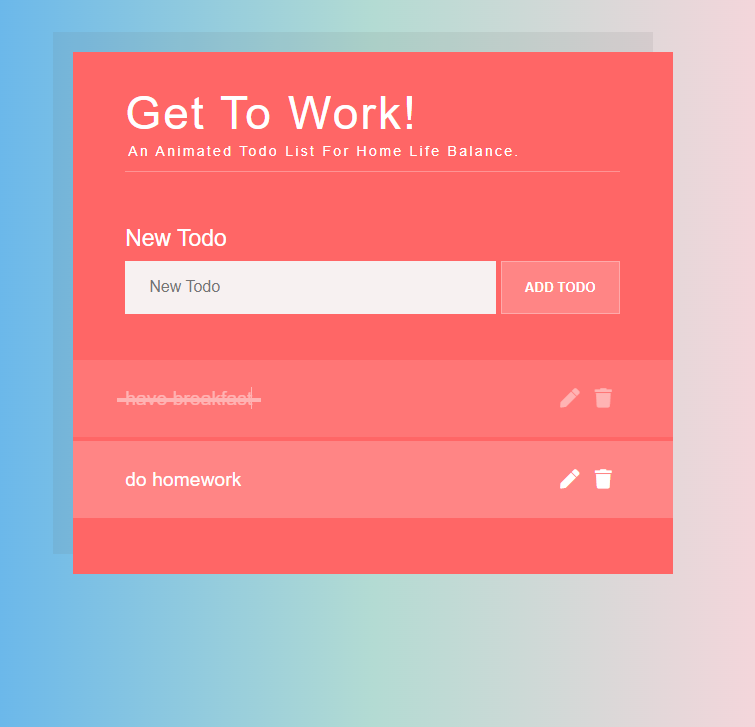 Get To Work!
An Animated Todo List For Home Life Balance.
New Todo
New Todo
ADD TODO
have breakfast
do homework